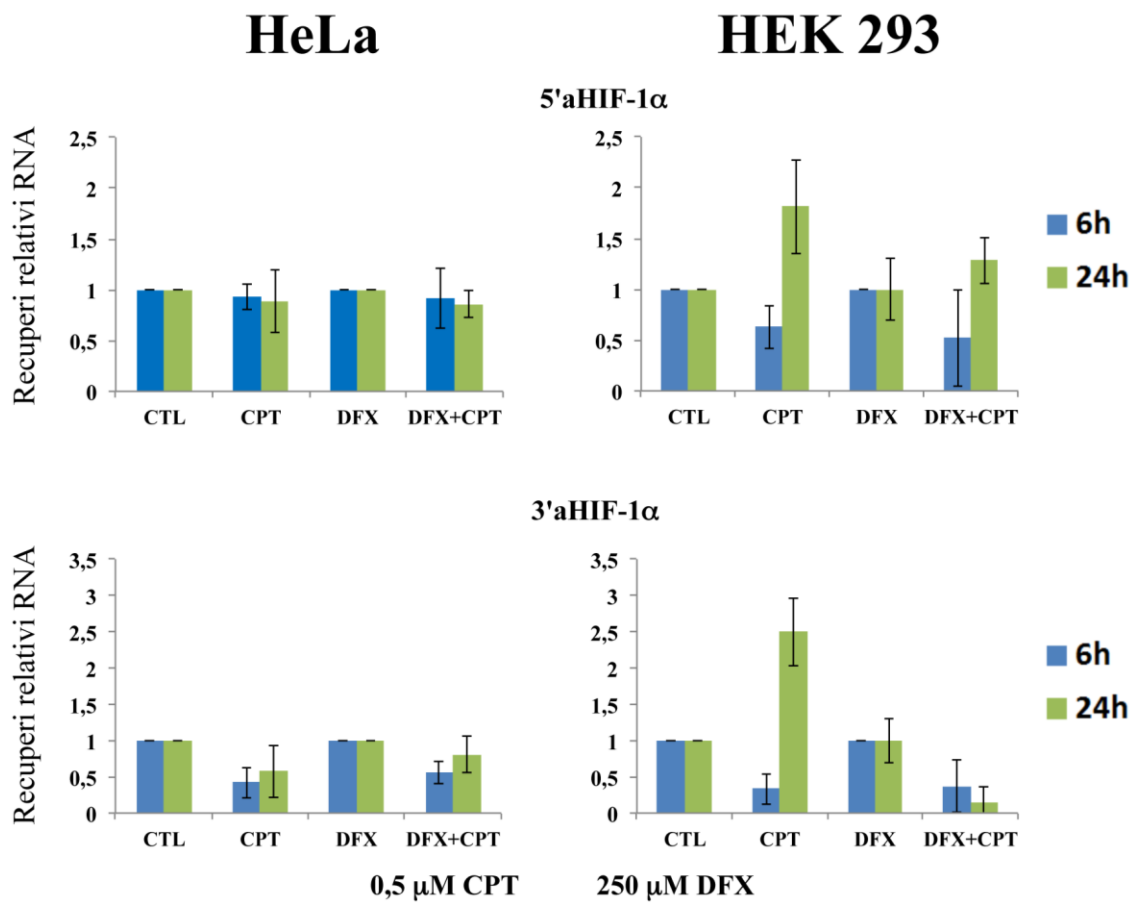 HeLa HEK 293
5'aHIF-1α
Recuperi relativi RNA
2,5
2
1,5
1
0,5
0
CTL CPT DFX DFX+CPT
2,5
2
1,5
1
0,5
0
CTL CPT DFX DFX+CPT
6h
24h
3'aHIF-1α
Recuperi relativi RNA
3,5
3
2,5
2
1,5
1
0,5
0
CTL CPT DFX DFX+CPT
3,5
3
2,5
2
1,5
1
0,5
0
CTL CPT DFX DFX+CPT
6h
24h
0,5 μM CPT 250 μM DFX